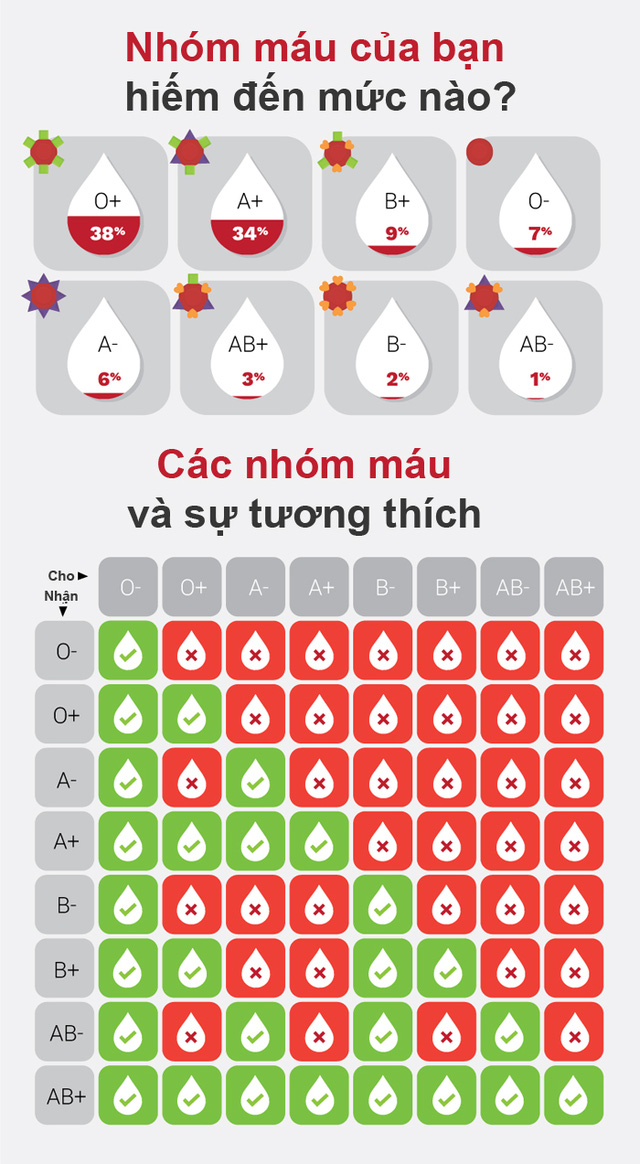 Nhóm máu của bạn
hiếm đến mức nào?
O+ A+ B+ O-
38% 34% 9% 7%
A- AB+ B- AB-
6% 3% 2% 1%
Các nhóm máu
và sự tương thích
Cho
Nhận
O- O+ A- A+ B- B+ AB- AB+
O-
O+
A-
A+
B-
B+
AB-
AB+